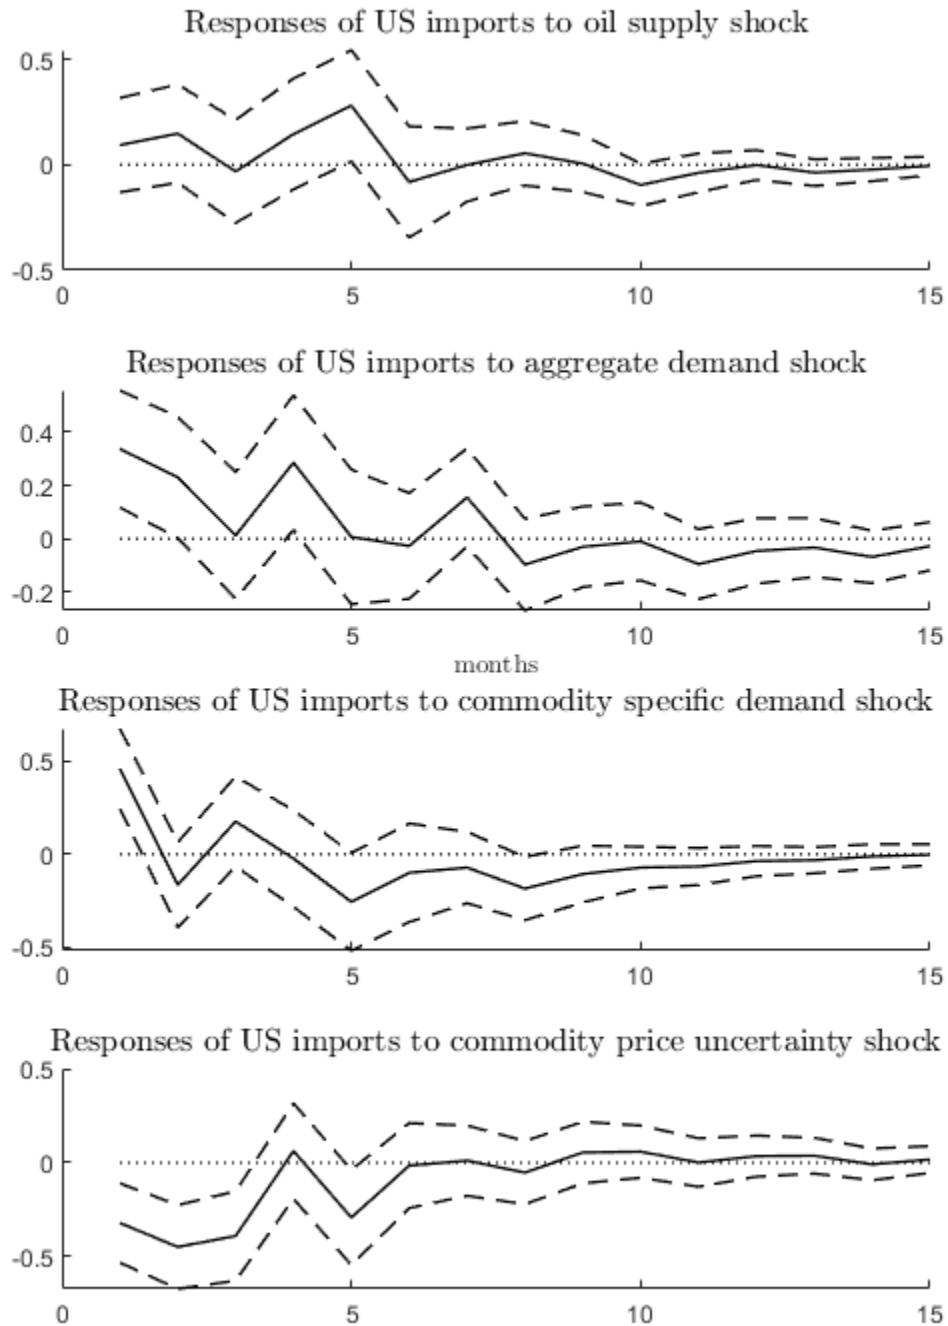 Responses of US imports to oil supply shock
0.5
0
-0.5
0 5 10 15
Responses of US imports to aggregate demand shock
0.4
0.2
0
-0.2
0 5 10 15
months
Responses of US imports to commodity specific demand shock
0.5
0
-0.5
0 5 10 15
Responses of US imports to commodity price uncertainty shock
0.5
0
-0.5
0 5 10 15